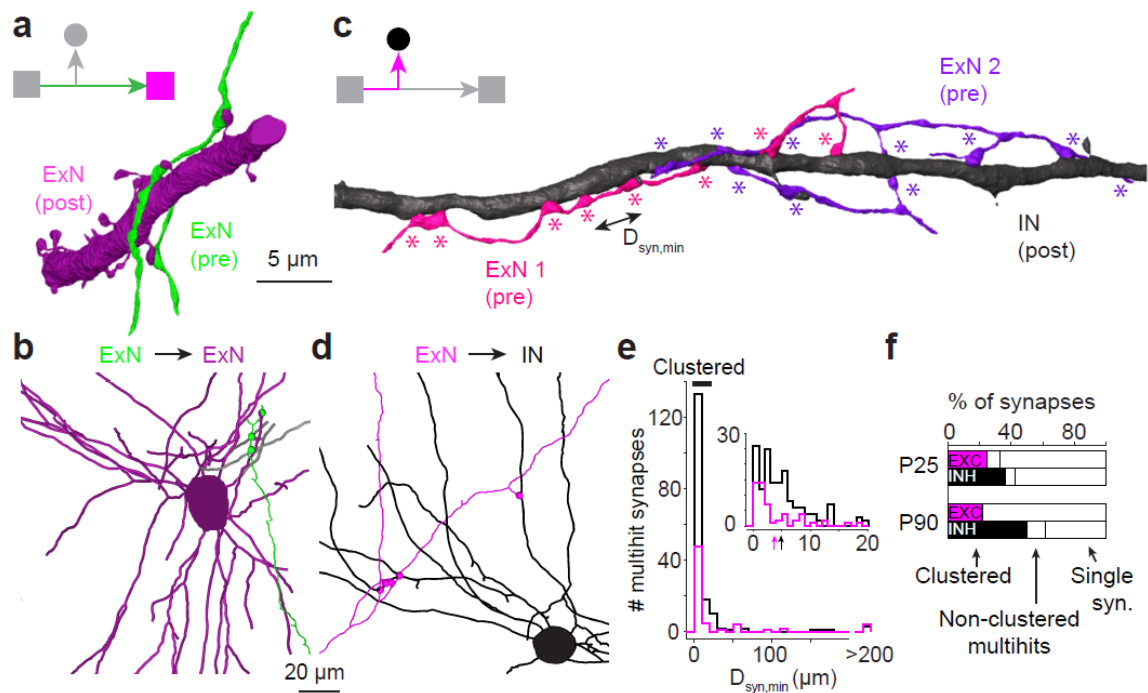 a
ExN
(post)
ExN
(pre)
5 µm
c
ExN 2
(pre)
* * * * * * * * * * * * * * * * * *
D_syn,min
ExN 1
(pre)
IN
(post)
b
ExN → ExN
d
ExN → IN
20 µm
e
Clustered
# multihit synapses
120
80
40
0
30
0
0 10 20
0 100 >200
D_syn,min (µm)
f
% of synapses
0 40 80
P25
EXC
INH
P90
EXC
INH
Clustered
Single
syn.
Non-clustered
multihits